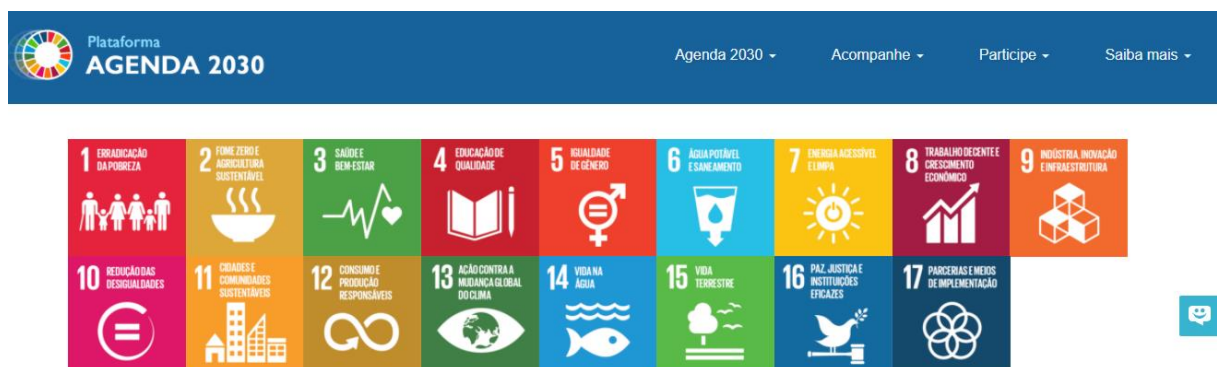 Plataforma
AGENDA 2030
Agenda 2030
Acompanhe
Participe
Saiba mais
1 ERRADICAÇÃO
DA POBREZA
2 FOME ZERO E
AGRICULTURA
SUSTENTÁVEL
3 SAÚDE E
BEM-ESTAR
4 EDUCAÇÃO DE
QUALIDADE
5 IGUALDADE
DE GÊNERO
6 ÁGUA POTÁVEL
E SANEAMENTO
7 ENERGIA ACESSÍVEL
E LIMPA
8 TRABALHO DECENTE E
CRESCIMENTO
ECONÔMICO
9 INDÚSTRIA, INOVAÇÃO
E INFRAESTRUTURA
10 REDUÇÃO DAS
DESIGUALDADES
11 CIDADES E
COMUNIDADES
SUSTENTÁVEIS
12 CONSUMO E
PRODUÇÃO
RESPONSÁVEIS
13 AÇÃO CONTRA A
MUDANÇA GLOBAL
DO CLIMA
14 VIDA NA
ÁGUA
15 VIDA
TERRESTRE
16 PAZ, JUSTIÇA E
INSTITUIÇÕES
EFICAZES
17 PARCERIAS E MEIOS
DE IMPLEMENTAÇÃO